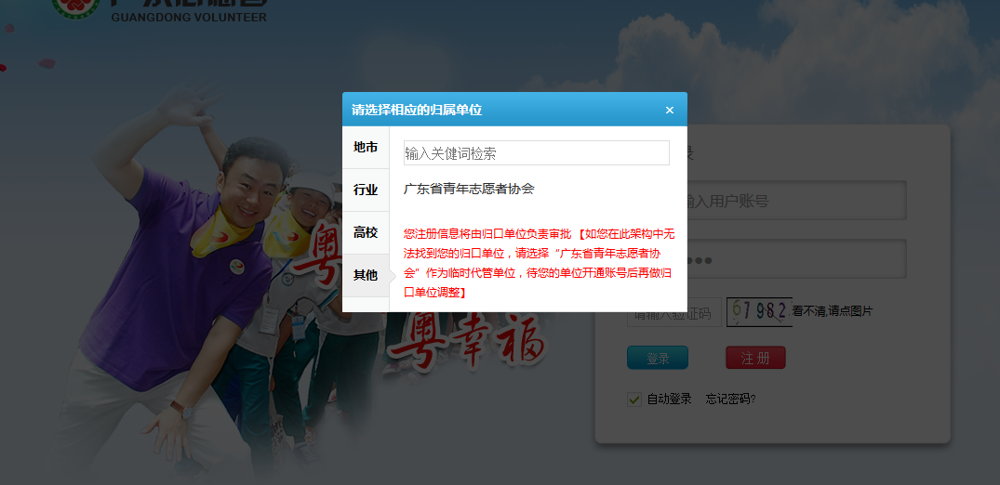 GUANGDONG VOLUNTEER
请选择相应的归属单位
×
地市
输入关健词检索
行业
广东省青年志愿者协会
高校
您注册信息将由归口单位负责审批 【如您在此架构中无
法找到您的归口单位，请选择“广东省青年志愿者协
会”作为临时代管单位，待您的单位开通账号后再做归
口单位调整】
其他
录
输入用户账号
请输入验证码
67982
看不清,请点图片
登录
注 册
自动登录
忘记密码?
粤
粤幸福